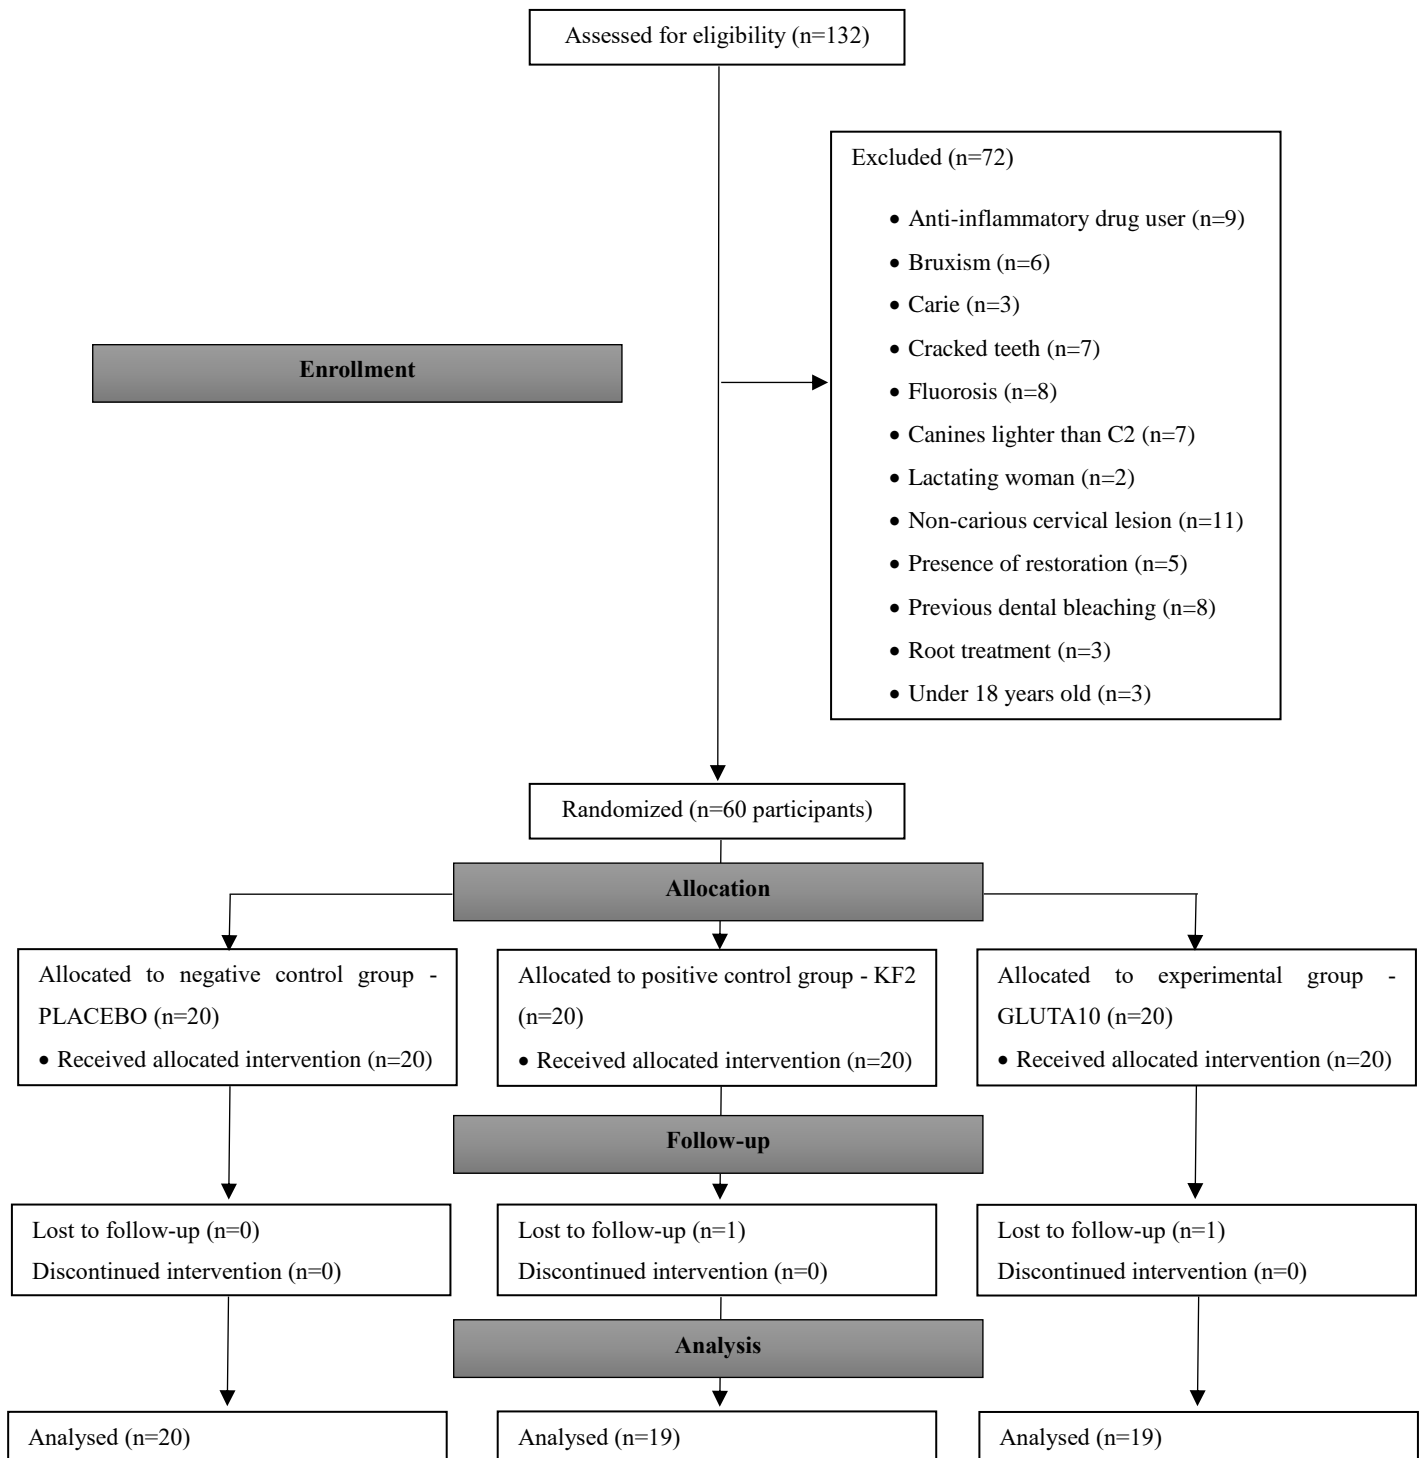 Assessed for eligibility (n=132)
Excluded (n=72)
• Anti-inflammatory drug user (n=9)
• Bruxism (n=6)
• Carie (n=3)
• Cracked teeth (n=7)
• Fluorosis (n=8)
• Canines lighter than C2 (n=7)
• Lactating woman (n=2)
• Non-carious cervical lesion (n=11)
• Presence of restoration (n=5)
• Previous dental bleaching (n=8)
• Root treatment (n=3)
• Under 18 years old (n=3)
Enrollment
Randomized (n=60 participants)
Allocation
Allocated to negative control group -
PLACEBO (n=20)
• Received allocated intervention (n=20)
Allocated to positive control group - KF2
(n=20)
• Received allocated intervention (n=20)
Allocated to experimental group -
GLUTA10 (n=20)
• Received allocated intervention (n=20)
Follow-up
Lost to follow-up (n=0)
Discontinued intervention (n=0)
Lost to follow-up (n=1)
Discontinued intervention (n=0)
Lost to follow-up (n=1)
Discontinued intervention (n=0)
Analysis
Analysed (n=20)
Analysed (n=19)
Analysed (n=19)